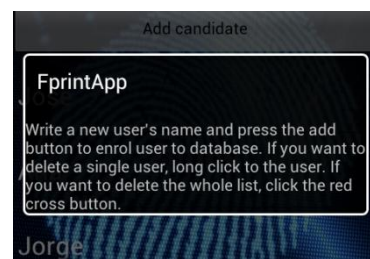 Add candidate
FprintApp
Jose
Write a new user's name and press the add
button to enrol user to database. If you want to
delete a single user, long click to the user. If
you want to delete the whole list, click the red
cross button.
Jorge